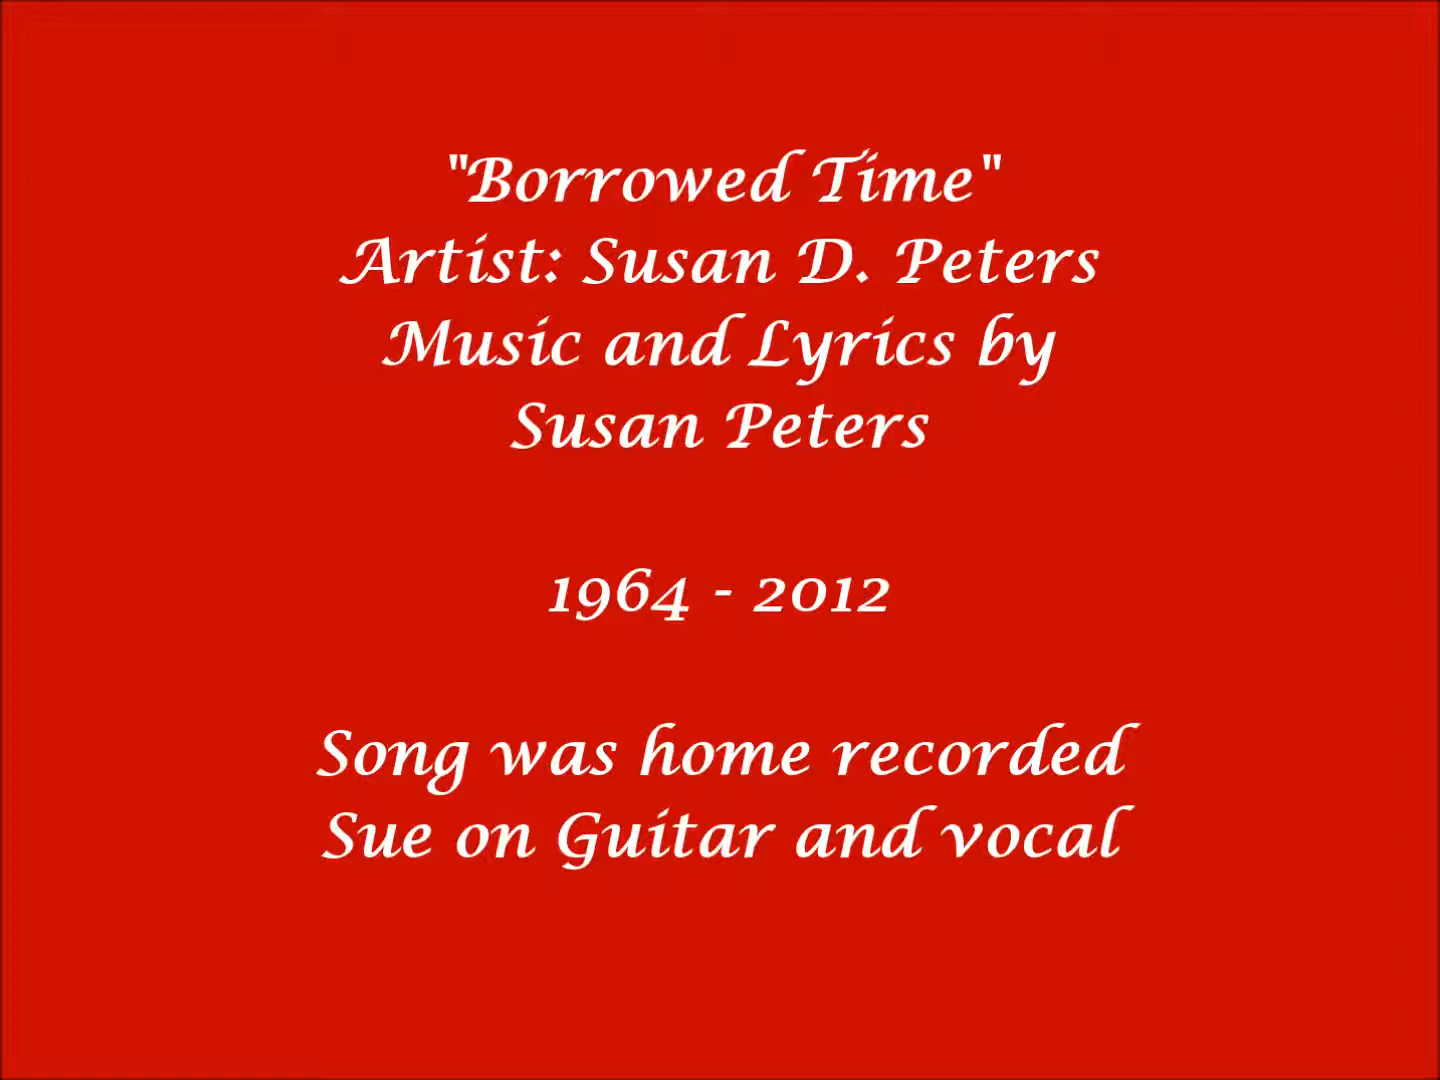 "Borrowed Time"
Artist: Susan D. Peters
Music and Lyrics by
Susan Peters
1964 - 2012
Song was home recorded
Sue on Guitar and vocal